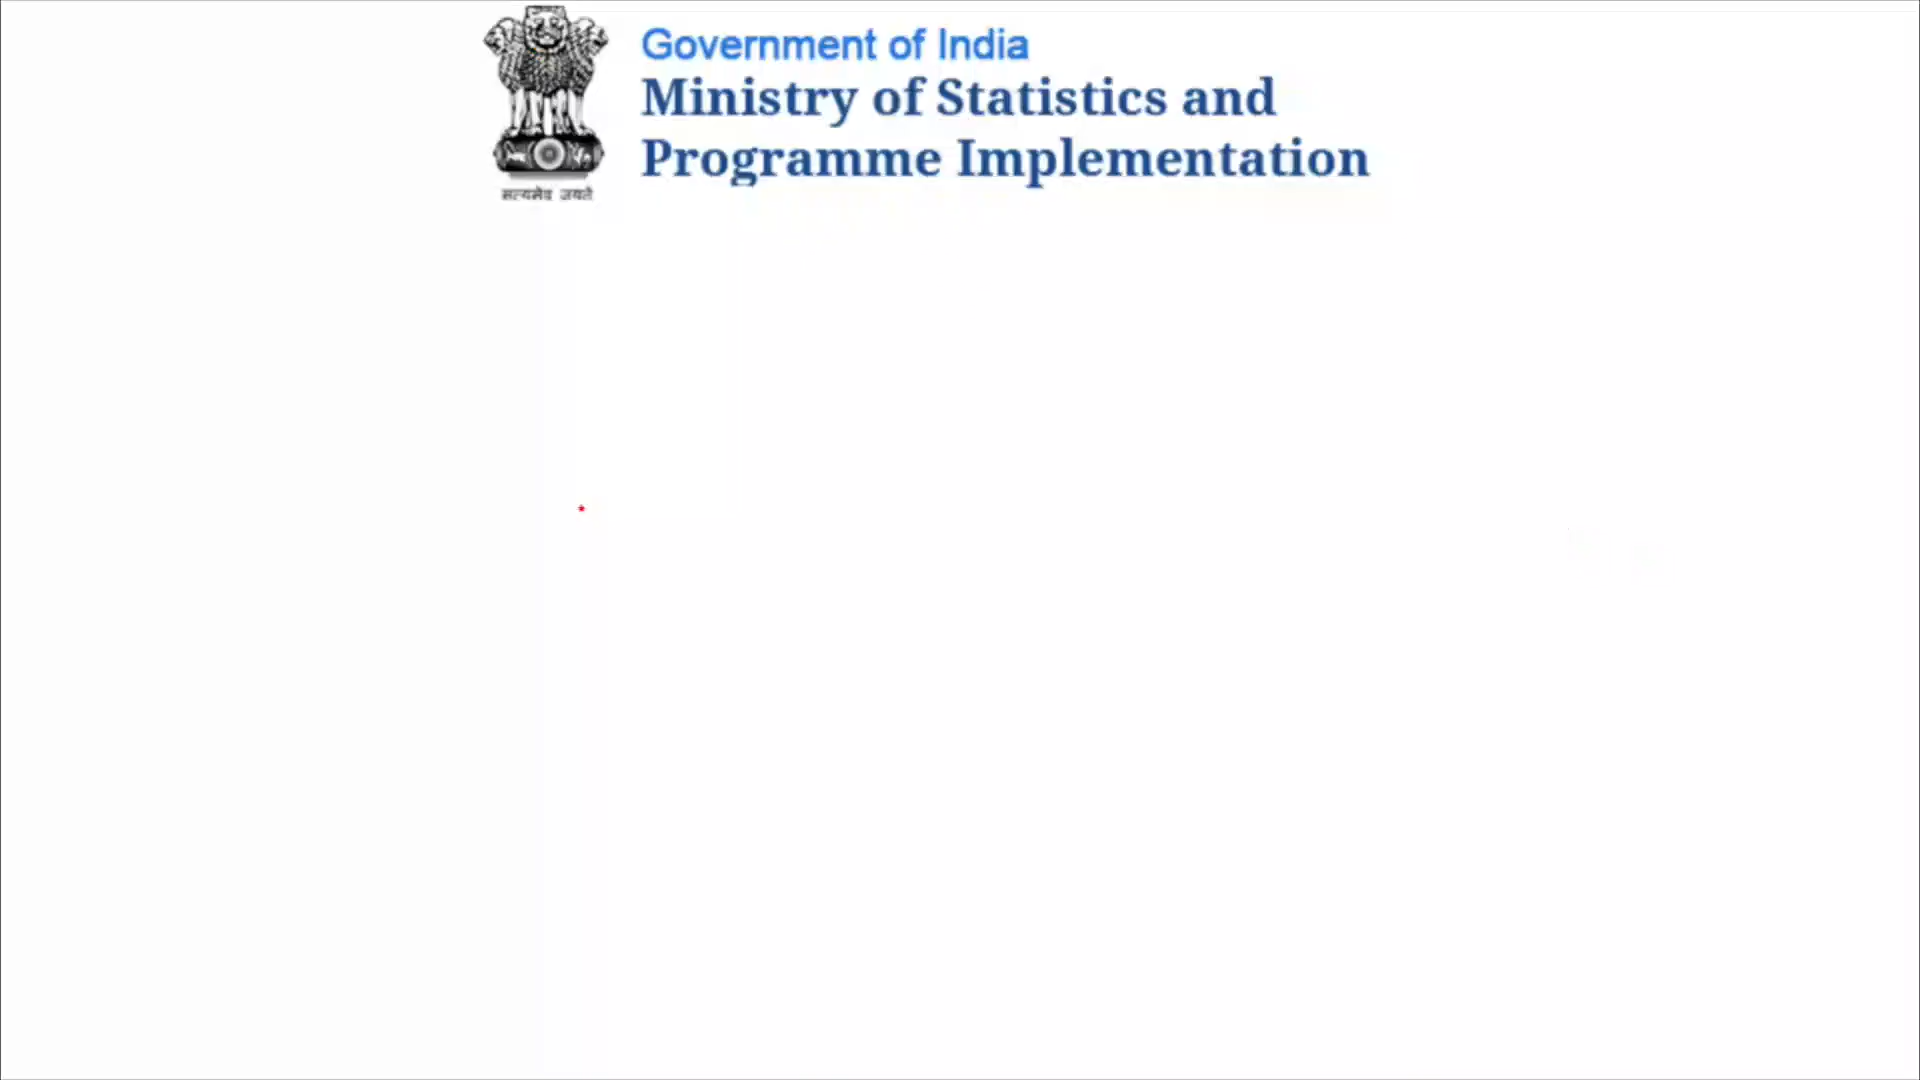 Government of India
Ministry of Statistics and
Programme Implementation
सत्यमेव जयते